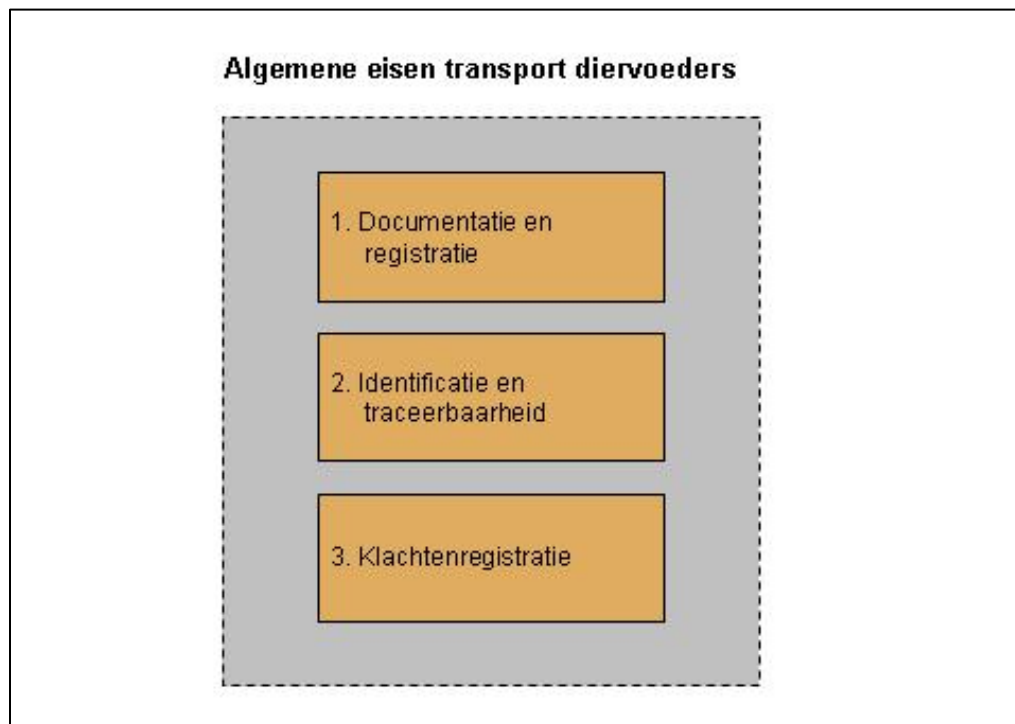 Algemene eisen transport diervoeders
1. Documentatie en
registratie
2. Identificatie en
traceerbaarheid
3. Klachtenregistratie